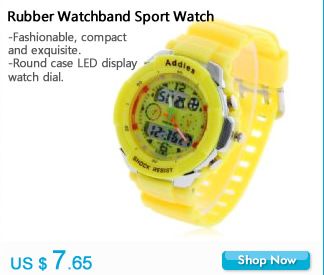 Rubber Watchband Sport Watch
-Fashionable, compact
and exquisite.
-Round case LED display
watch dial.
Addies
SHOCK RESIST
US $ 7.65
Shop Now